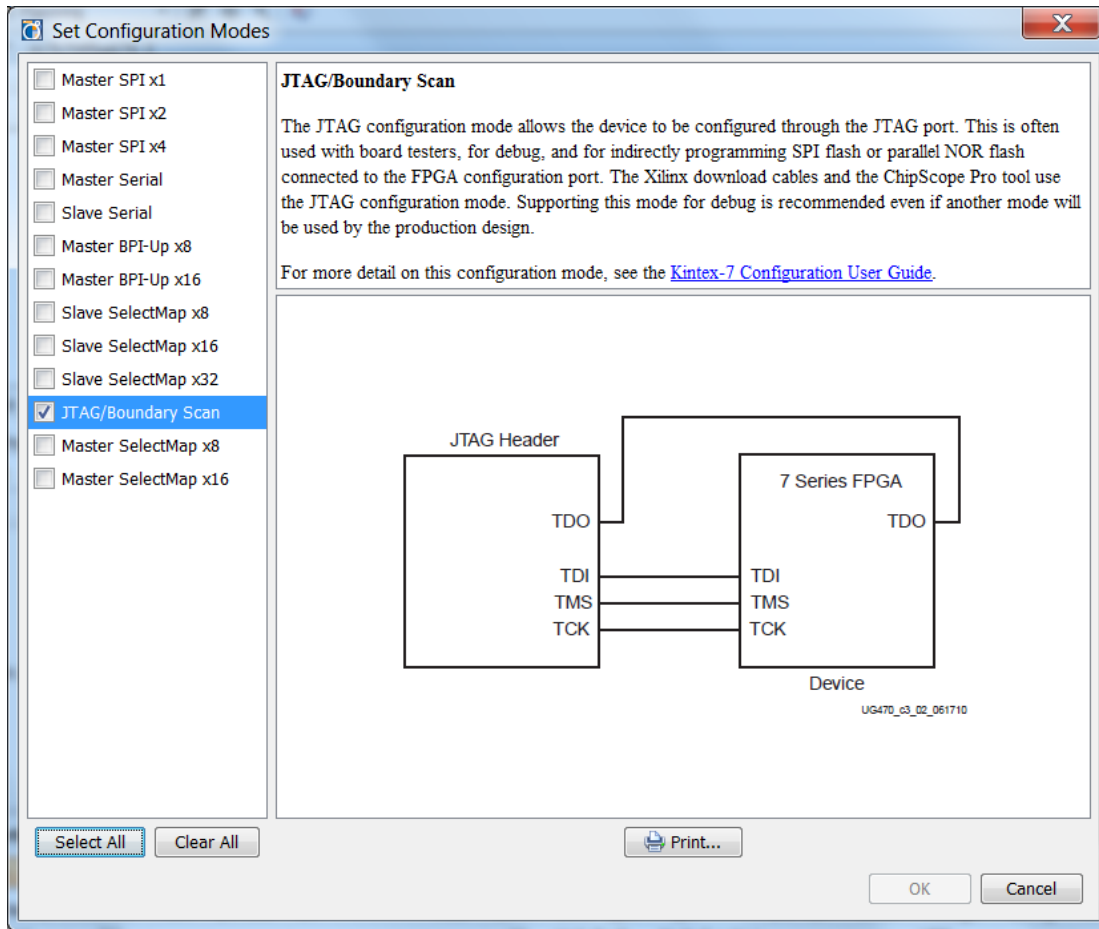 Set Configuration Modes
X
Master SPI x1
Master SPI x2
Master SPI x4
Master Serial
Slave Serial
Master BPI-Up x8
Master BPI-Up x16
Slave SelectMap x8
Slave SelectMap x16
Slave SelectMap x32
JTAG/Boundary Scan
Master SelectMap x8
Master SelectMap x16
JTAG/Boundary Scan
The JTAG configuration mode allows the device to be configured through the JTAG port. This is often
used with board testers, for debug, and for indirectly programming SPI flash or parallel NOR flash
connected to the FPGA configuration port. The Xilinx download cables and the ChipScope Pro tool use
the JTAG configuration mode. Supporting this mode for debug is recommended even if another mode will
be used by the production design.
For more detail on this configuration mode, see the Kintex-7 Configuration User Guide.
JTAG Header
TDO
TDI
TMS
TCK
7 Series FPGA
TDO
TDI
TMS
TCK
Device
UG470_c3_02_061710
Select All
Clear All
Print...
OK
Cancel